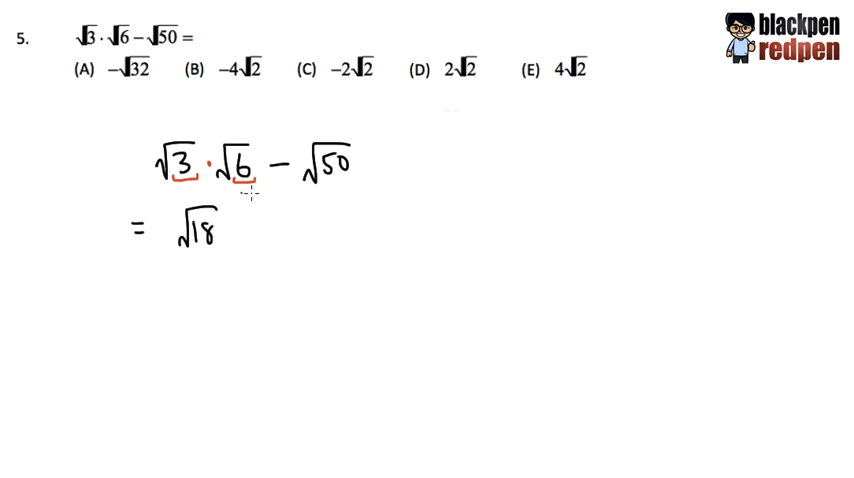 blackpen
redpen
5. √3 · √6 − √50 =
(A) −√32 (B) −4√2 (C) −2√2 (D) 2√2 (E) 4√2
√3 · √6 − √50
= √18